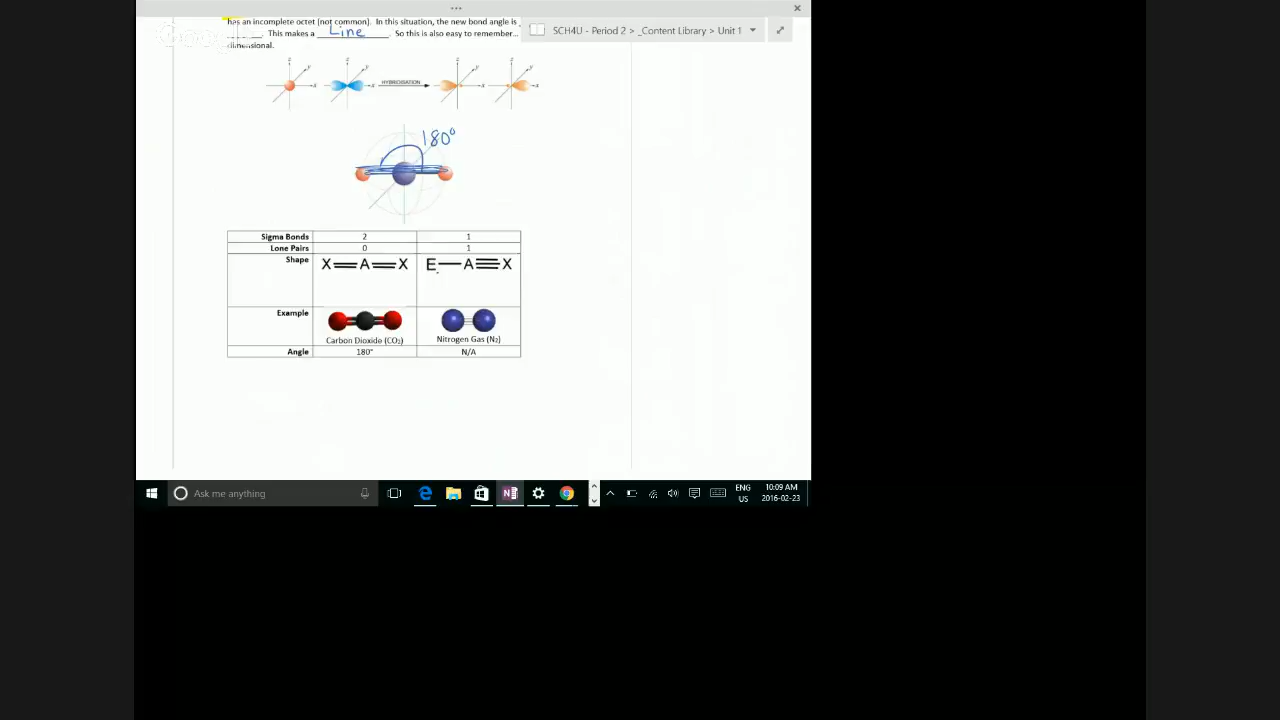 has an incomplete octet (not common). In this situation, the new bond angle is
______. This makes a Line. So this is also easy to remember...
dimensional.
SCH4U - Period 2 > _Content Library > Unit 1
Google
z y x z y x HYBRIDISATION z y x z y x
180°
Sigma Bonds 2 1
Lone Pairs 0 1
Shape X=A=X E—A≡X
Example
Carbon Dioxide (CO₂) Nitrogen Gas (N₂)
Angle 180° N/A
Ask me anything
ENG
US
10:09 AM
2016-02-23